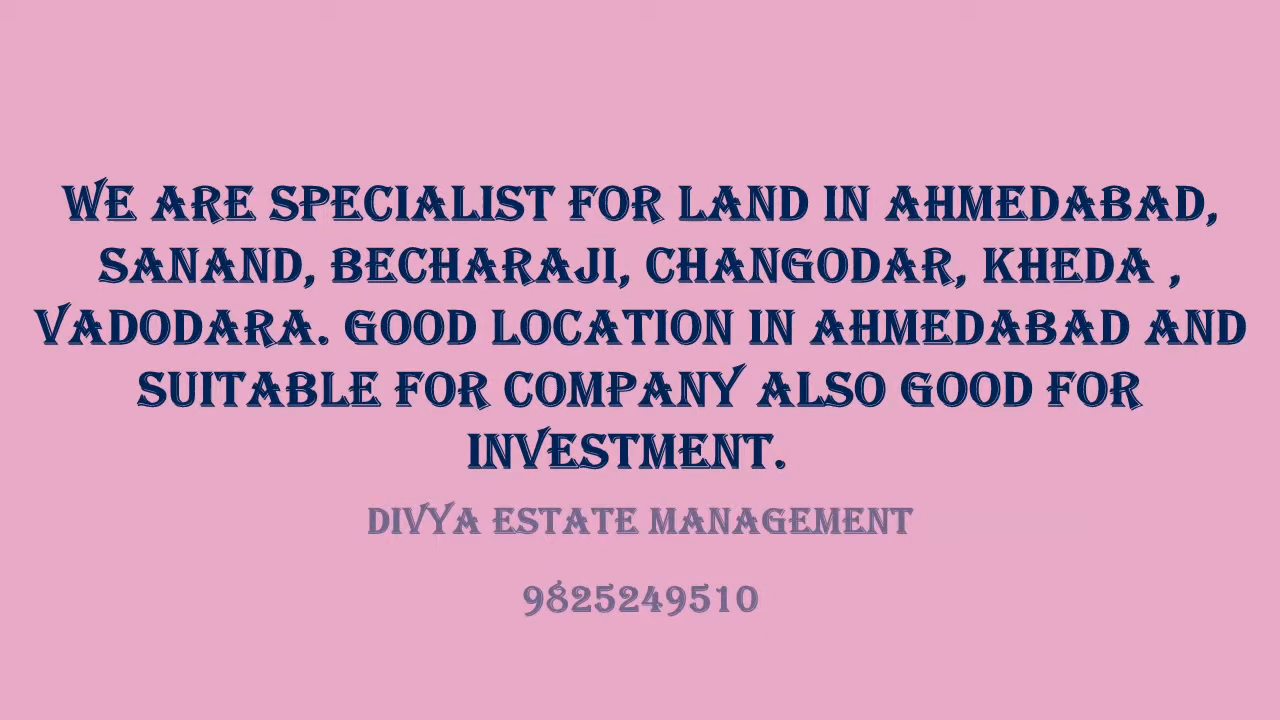 WE ARE SPECIALIST FOR LAND IN AHMEDABAD,
SANAND, BECHARAJI, CHANGODAR, KHEDA ,
VADODARA. GOOD LOCATION IN AHMEDABAD AND
SUITABLE FOR COMPANY ALSO GOOD FOR
INVESTMENT.
DIVYA ESTATE MANAGEMENT
9825249510